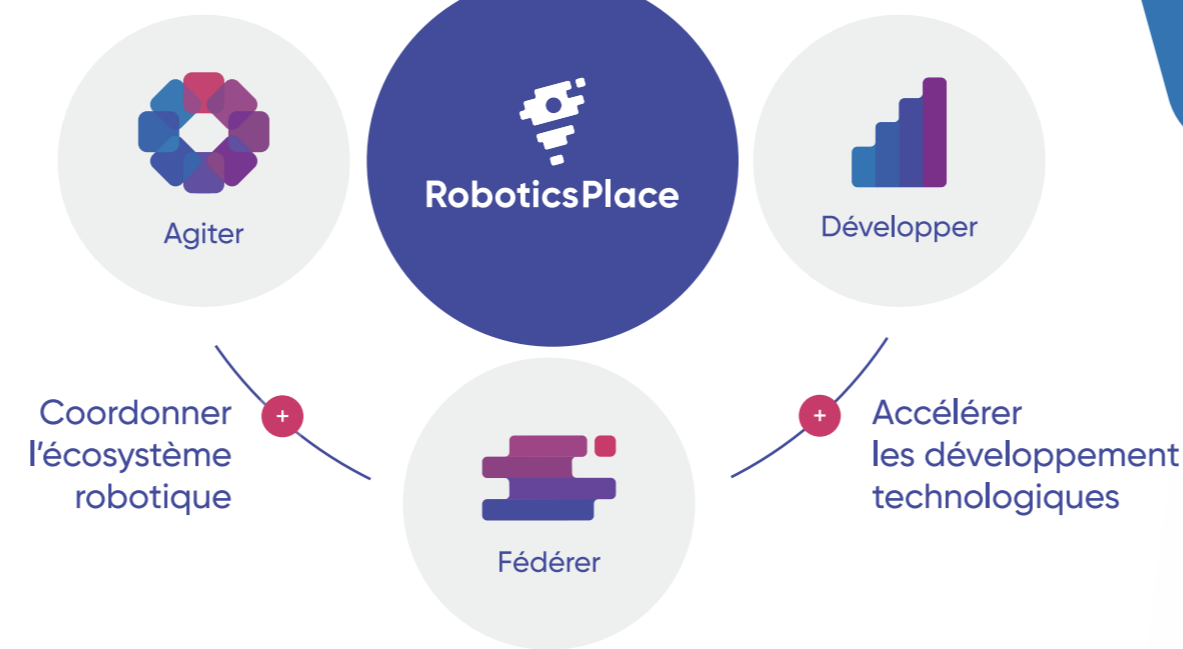 RoboticsPlace
Agiter
Développer
Coordonner
l'écosystème
robotique
+
+
Accélérer
les développement
technologiques
Fédérer